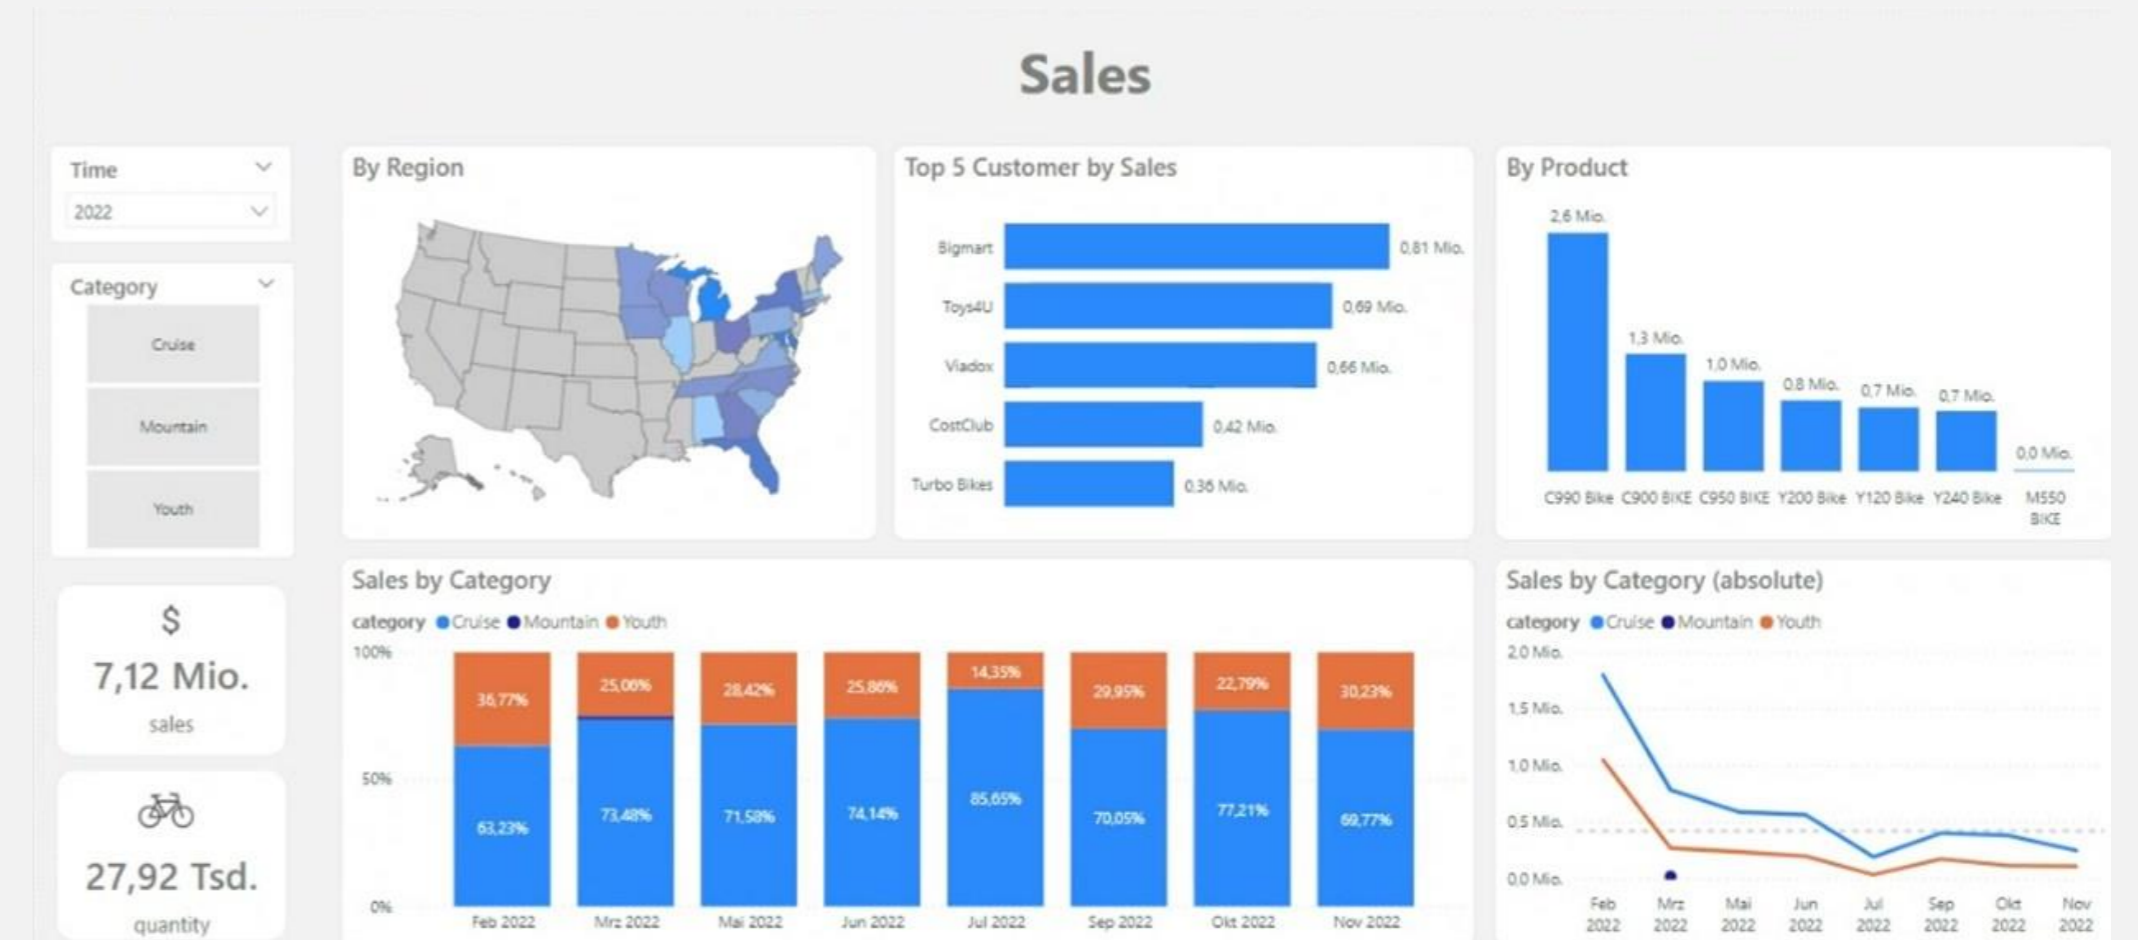 Sales
Time
2022
Category
Cruise
Mountain
Youth
$
7,12 Mio.
sales
27,92 Tsd.
quantity
By Region
Top 5 Customer by Sales
Bigmart 0,81 Mio.
Toys4U 0,69 Mio.
Viadox 0,66 Mio.
CostClub 0,42 Mio.
Turbo Bikes 0,36 Mio.
By Product
2,6 Mio.
1,3 Mio.
1,0 Mio.
0,8 Mio.
0,7 Mio.
0,7 Mio.
0,0 Mio.
C990 Bike C900 BIKE C950 BIKE Y200 Bike Y120 Bike Y240 Bike M550
BIKE
Sales by Category
category Cruise Mountain Youth
100%
50%
0%
36,77% 25,06% 28,42% 25,86% 14,35% 29,95% 22,79% 30,23%
63,23% 73,48% 71,58% 74,14% 85,65% 70,05% 77,21% 69,77%
Feb 2022 Mrz 2022 Mai 2022 Jun 2022 Jul 2022 Sep 2022 Okt 2022 Nov 2022
Sales by Category (absolute)
category Cruise Mountain Youth
2,0 Mio.
1,5 Mio.
1,0 Mio.
0,5 Mio.
0,0 Mio.
Feb Mrz Mai Jun Jul Sep Okt Nov
2022 2022 2022 2022 2022 2022 2022 2022